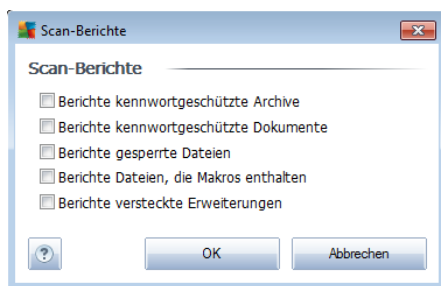 Scan-Berichte
Scan-Berichte
Berichte kennwortgeschützte Archive
Berichte kennwortgeschützte Dokumente
Berichte gesperrte Dateien
Berichte Dateien, die Makros enthalten
Berichte versteckte Erweiterungen
? OK Abbrechen